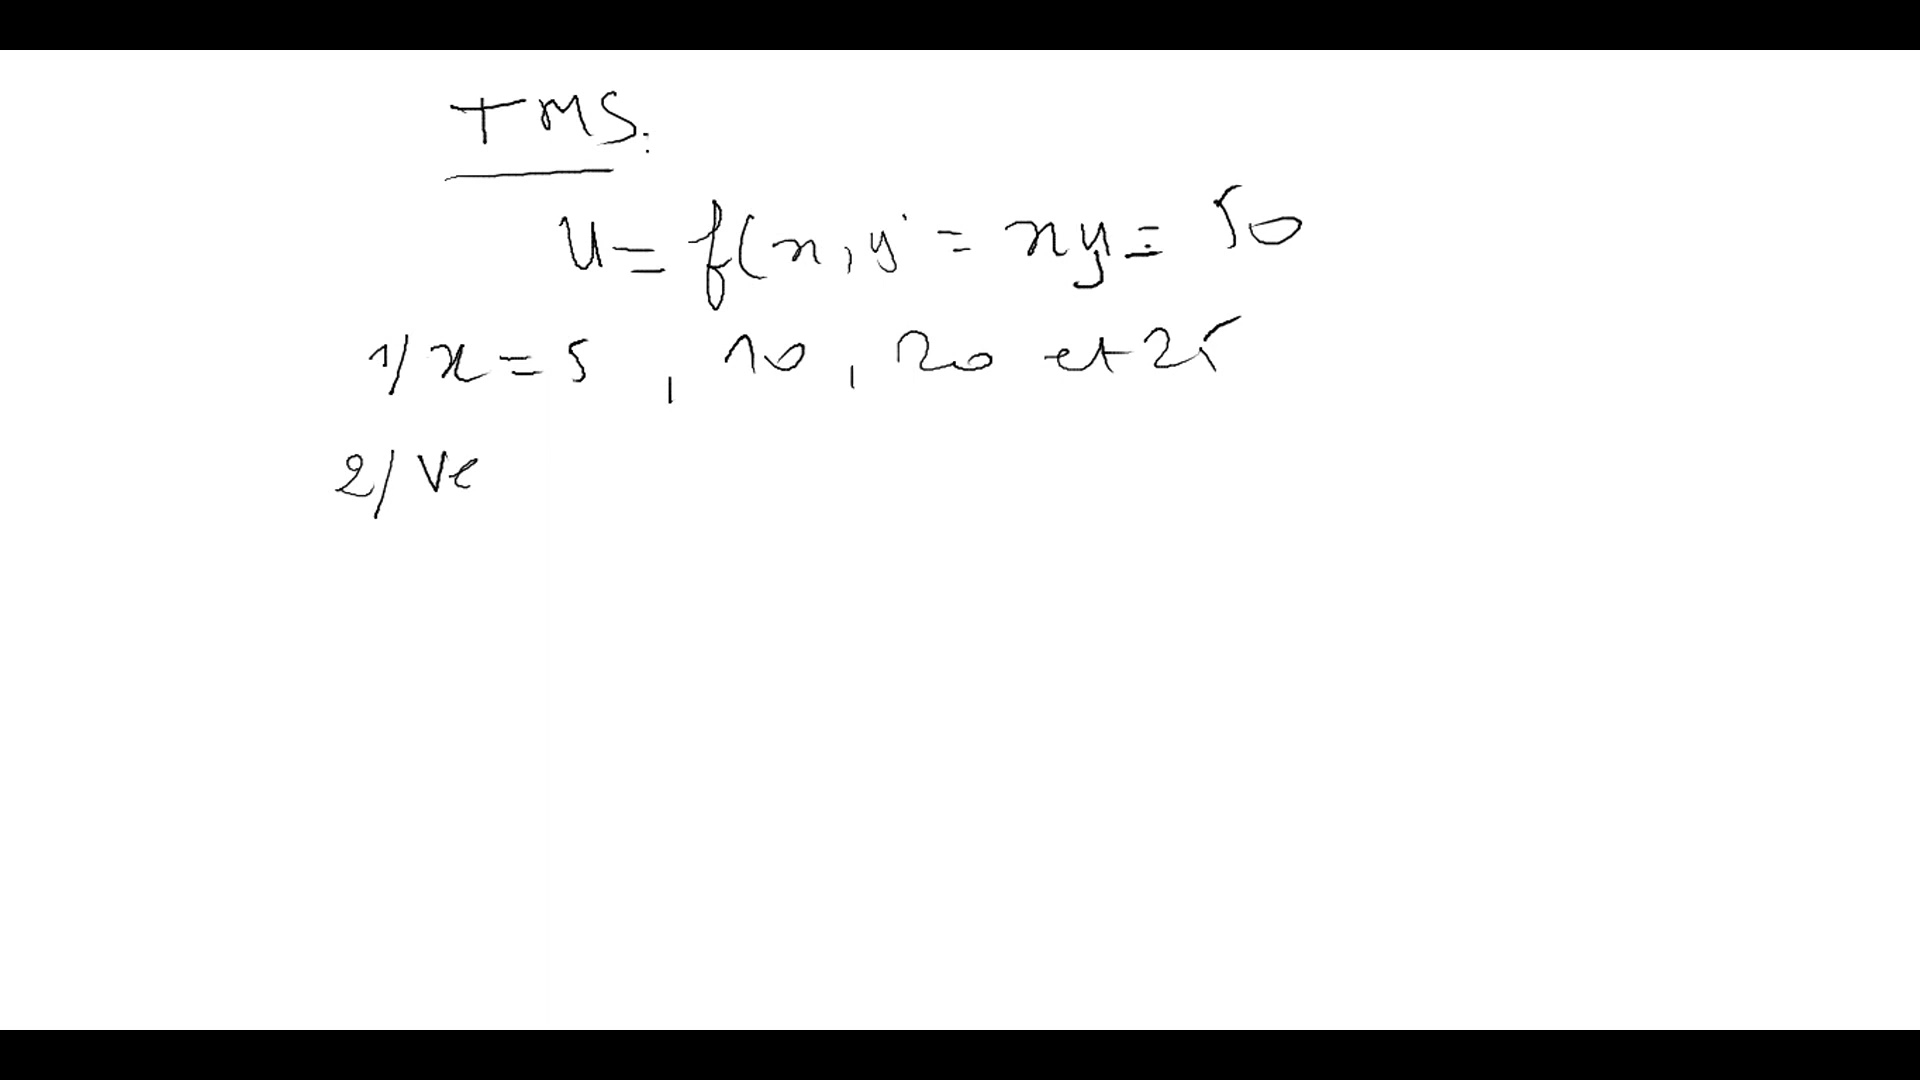 TMS:
U = f(x, y = xy = 50
1/ x = 5 , 10 , 20 et 25
2/ Ve